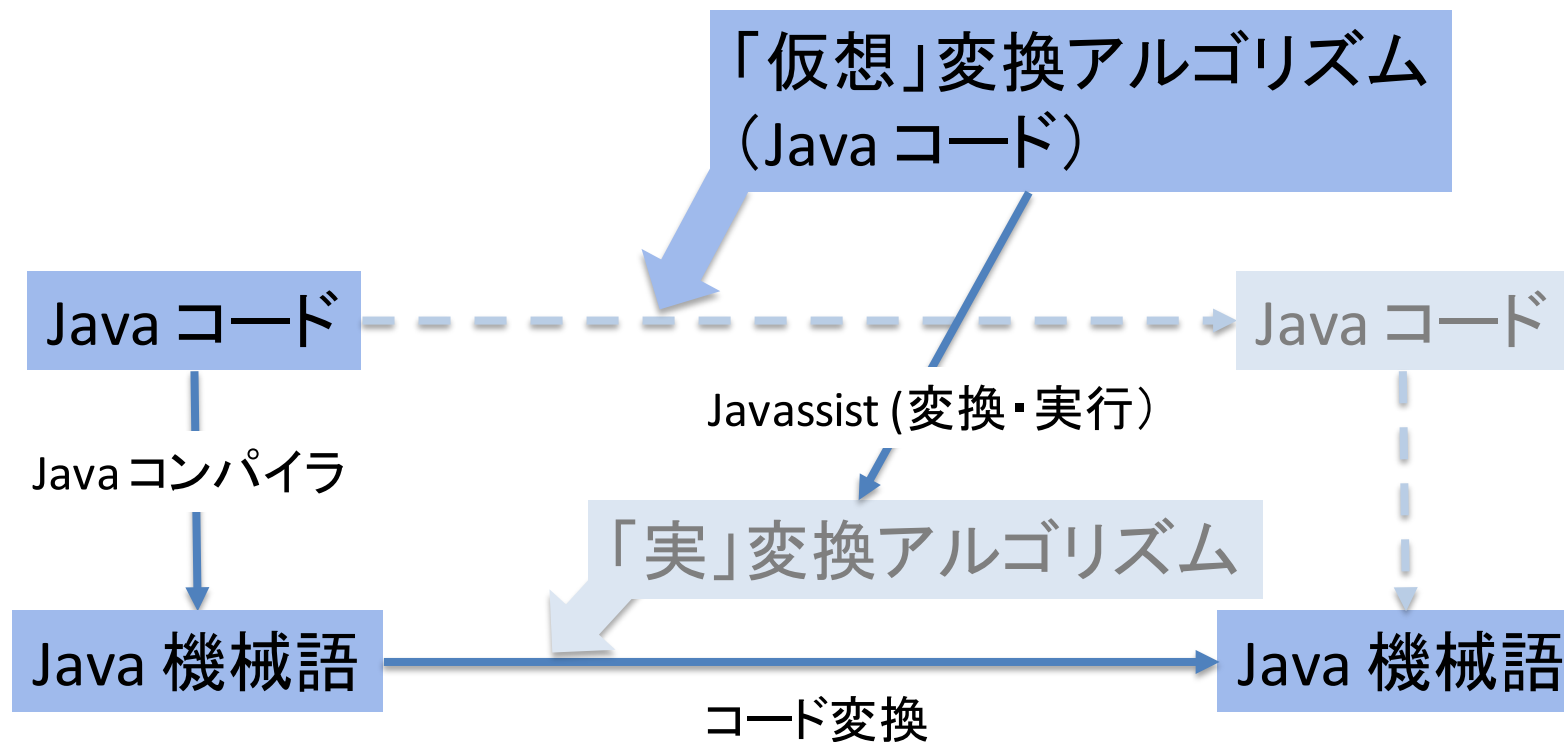 「仮想」変換アルゴリズム
（Java コード）
Java コード
Java コード
Javassist (変換・実行）
Java コンパイラ
「実」変換アルゴリズム
Java 機械語
Java 機械語
コード変換